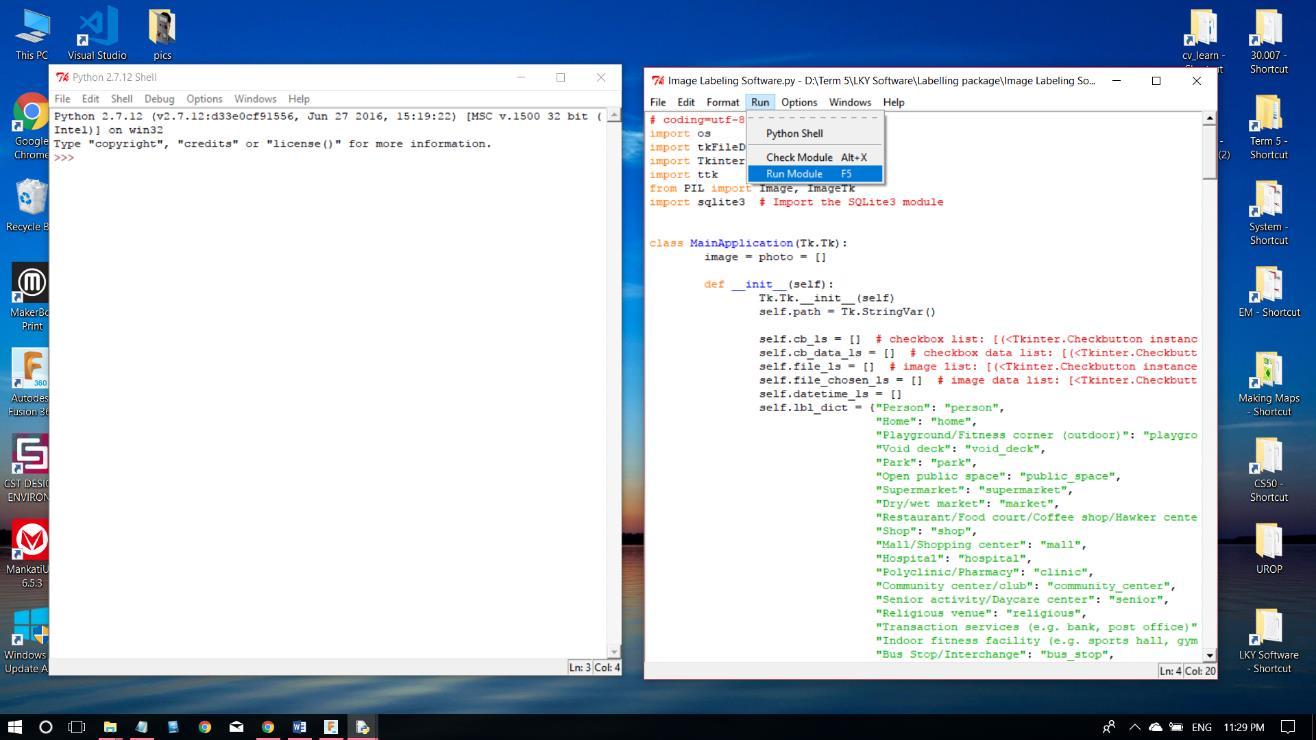 This PC
Visual Studio
pics
Google
Chrome
Recycle B
MakerBo
Print
Autodes
Fusion 36
CST DESIG
ENVIRON
MankatiU
6.5.3
Windows
Update A
Python 2.7.12 Shell
File Edit Shell Debug Options Windows Help
Python 2.7.12 (v2.7.12:d33e0cf91556, Jun 27 2016, 15:19:22) [MSC v.1500 32 bit (
Intel)] on win32
Type "copyright", "credits" or "license()" for more information.
>>>
Ln: 3 Col: 4
Image Labeling Software.py - D:\Term 5\LKY Software\Labelling package\Image Labeling So...
File Edit Format Run Options Windows Help
Python Shell
Check Module Alt+X
Run Module F5
# coding=utf-8
import os
import tkFileD
import Tkinter
import ttk
from PIL import Image, ImageTk
import sqlite3 # Import the SQLite3 module
class MainApplication(Tk.Tk):
image = photo = []
def __init__(self):
Tk.Tk.__init__(self)
self.path = Tk.StringVar()
self.cb_ls = [] # checkbox list: [(<Tkinter.Checkbutton instanc
self.cb_data_ls = [] # checkbox data list: [(<Tkinter.Checkbutt
self.file_ls = [] # image list: [(<Tkinter.Checkbutton instance
self.file_chosen_ls = [] # image data list: [<Tkinter.Checkbutt
self.datetime_ls = []
self.lbl_dict = {"Person": "person",
"Home": "home",
"Playground/Fitness corner (outdoor)": "playgro
"Void deck": "void_deck",
"Park": "park",
"Open public space": "public_space",
"Supermarket": "supermarket",
"Dry/wet market": "market",
"Restaurant/Food court/Coffee shop/Hawker cente
"Shop": "shop",
"Mall/Shopping center": "mall",
"Hospital": "hospital",
"Polyclinic/Pharmacy": "clinic",
"Community center/club": "community_center",
"Senior activity/Daycare center": "senior",
"Religious venue": "religious",
"Transaction services (e.g. bank, post office)"
"Indoor fitness facility (e.g. sports hall, gym
"Bus Stop/Interchange": "bus_stop",
Ln: 4 Col: 20
cv_learn -
Shortcut
30.007 -
Shortcut
(2)
Term 5 -
Shortcut
System -
Shortcut
EM - Shortcut
Making Maps
- Shortcut
CS50 -
Shortcut
UROP
LKY Software
- Shortcut
ENG 11:29 PM